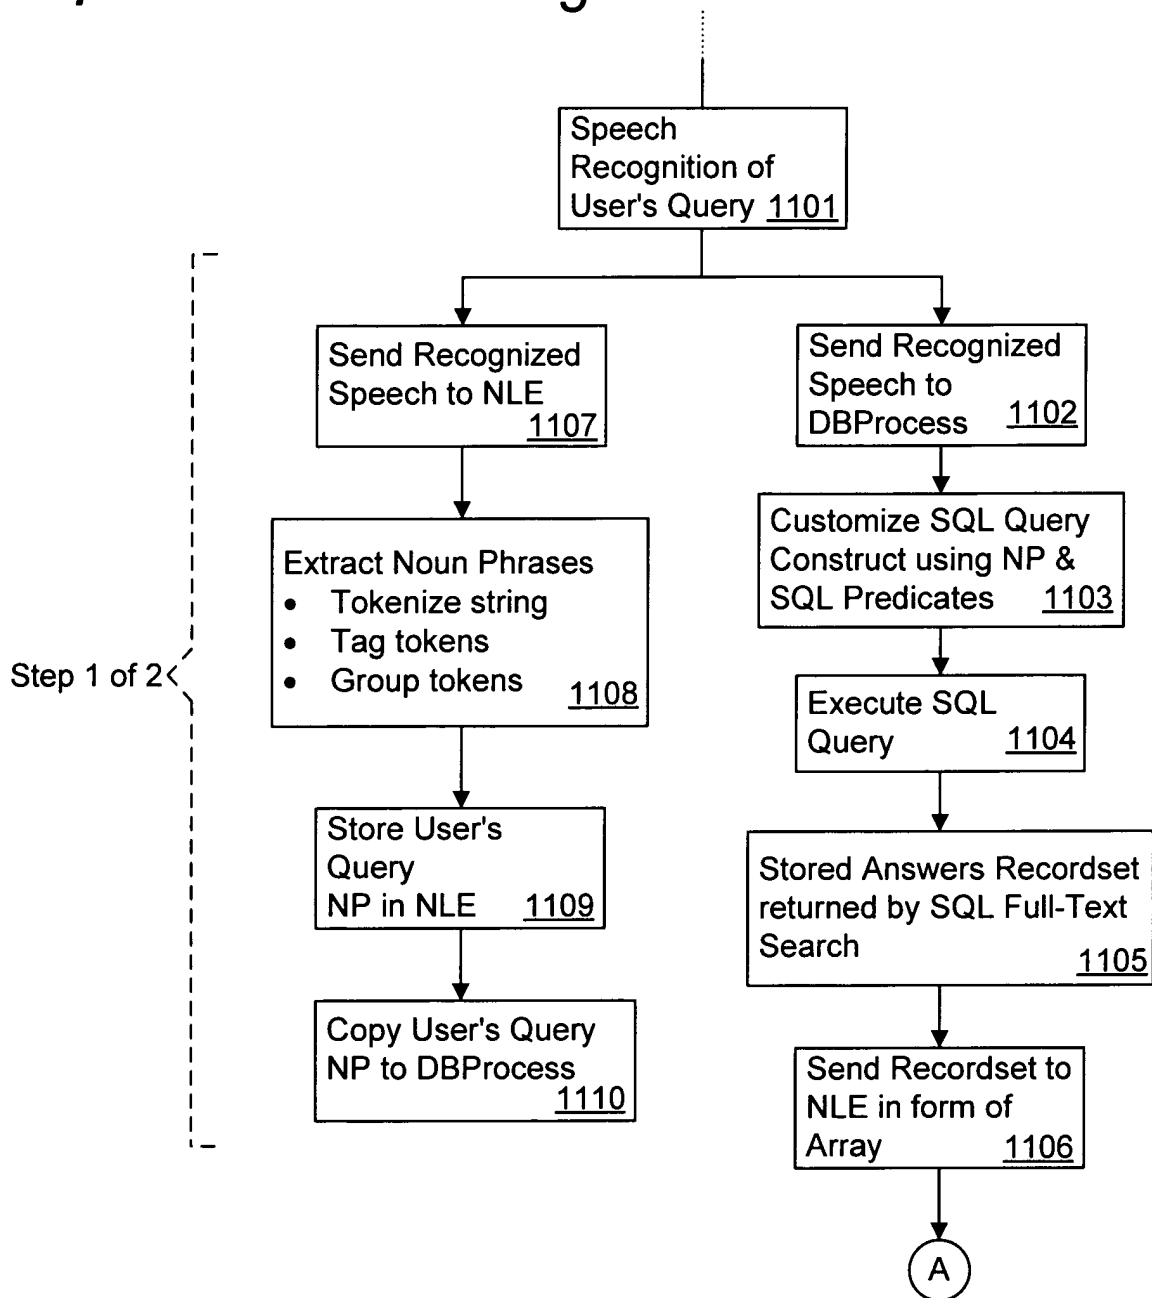 Speech
Recognition of
User's Query 1101
Send Recognized
Speech to NLE
1107
Send Recognized
Speech to
DBProcess 1102
Extract Noun Phrases
• Tokenize string
• Tag tokens
• Group tokens 1108
Customize SQL Query
Construct using NP &
SQL Predicates 1103
Step 1 of 2
Execute SQL
Query 1104
Store User's
Query
NP in NLE 1109
Stored Answers Recordset
returned by SQL Full-Text
Search
1105
Copy User's Query
NP to DBProcess
1110
Send Recordset to
NLE in form of
Array 1106
A